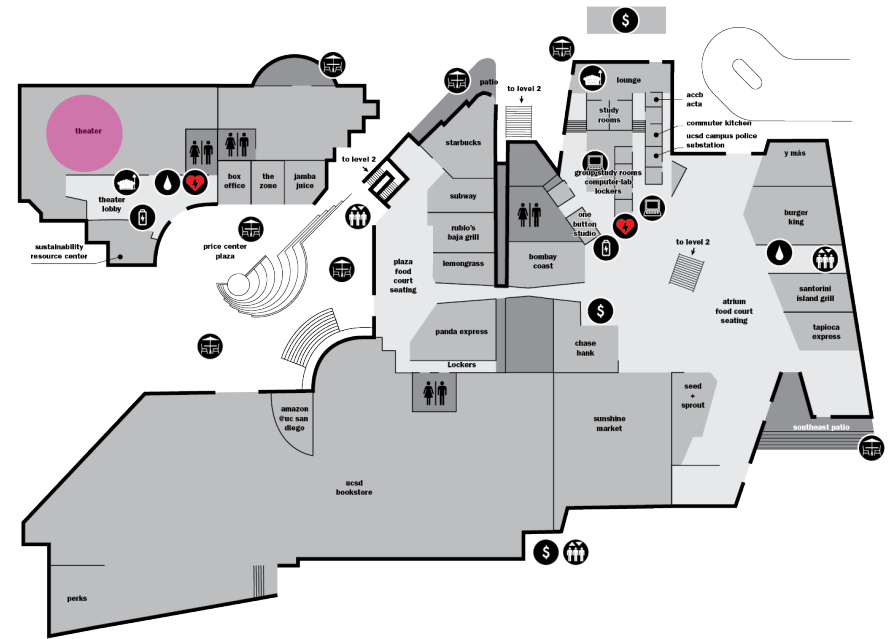 $
patio
to level 2
lounge
accb
acta
study
rooms
commuter kitchen
ucsd campus police
substation
theater
starbucks
to level 2
box
office
the
zone
jamba
juice
y más
group study rooms
computer lab
lockers
theater
lobby
subway
burger
king
one
button
studio
rubio's
baja grill
sustainability
resource center
price center
plaza
to level 2
bombay
coast
lemongrass
plaza
food
court
seating
santorini
island grill
atrium
food court
seating
$
panda express
tapioca
express
chase
bank
Lockers
seed
+
sprout
amazon
@uc san
diego
sunshine
market
southeast patio
ucsd
bookstore
$
perks